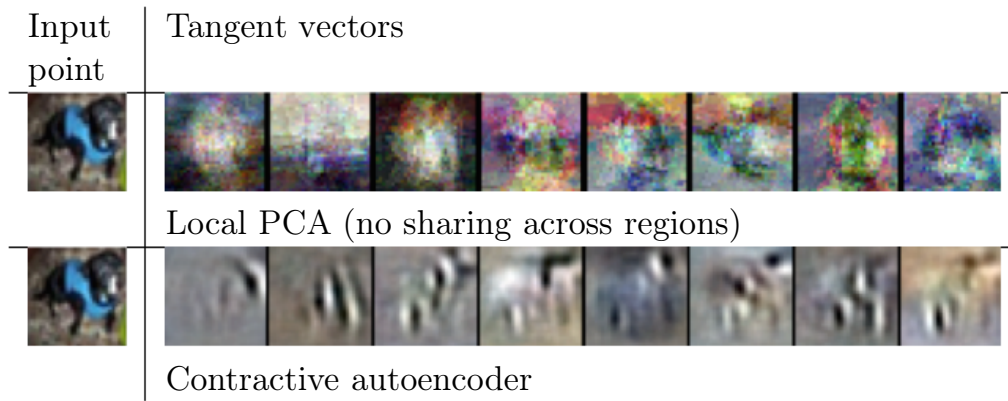 Input point
Tangent vectors
Local PCA (no sharing across regions)
Contractive autoencoder